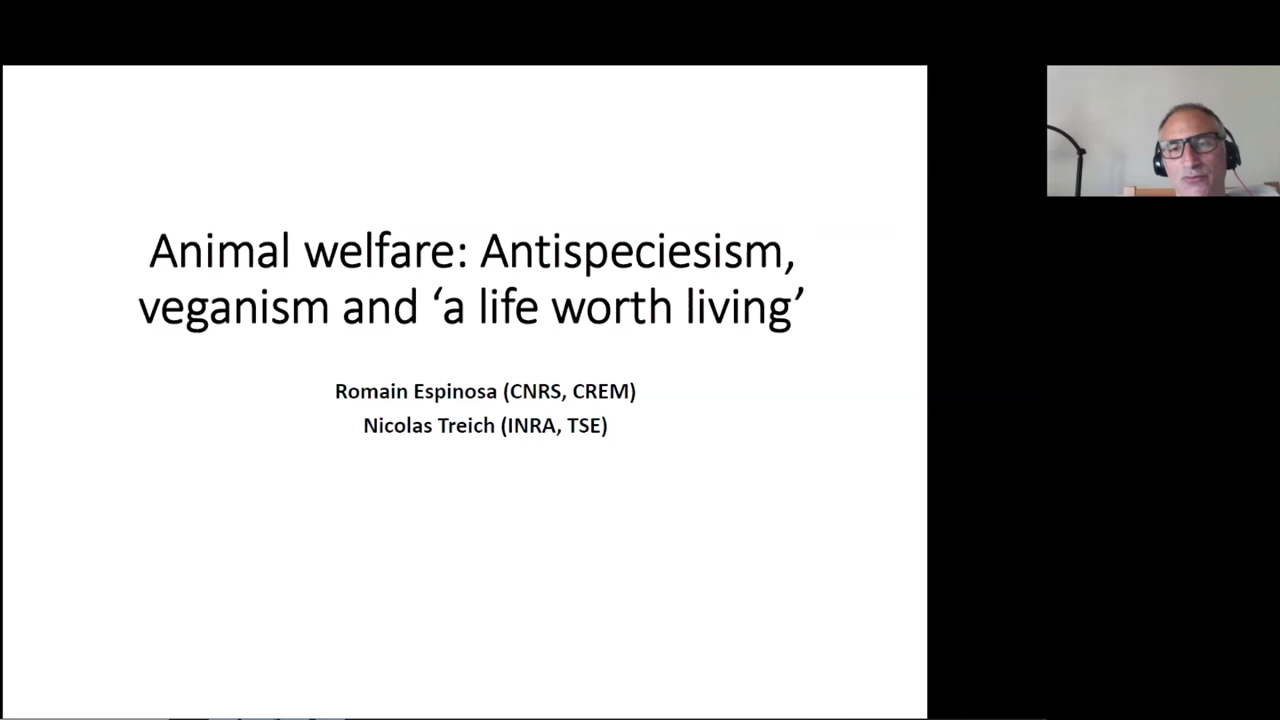 Animal welfare: Antispeciesism,
veganism and ‘a life worth living’
Romain Espinosa (CNRS, CREM)
Nicolas Treich (INRA, TSE)